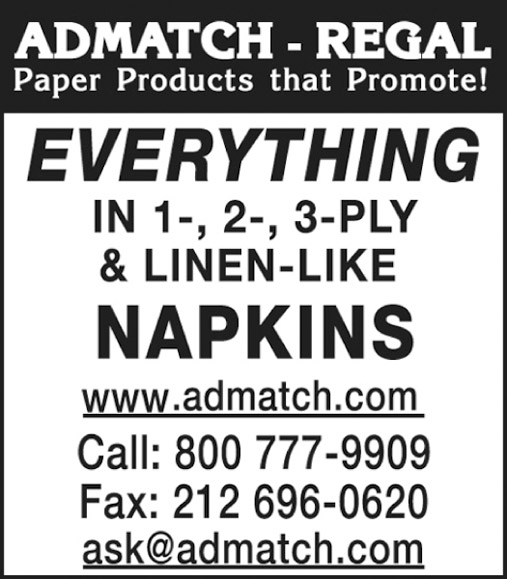 ADMATCH - REGAL
Paper Products that Promote!
EVERYTHING
IN 1-, 2-, 3-PLY
& LINEN-LIKE
NAPKINS
www.admatch.com
Call: 800 777-9909
Fax: 212 696-0620
ask@admatch.com